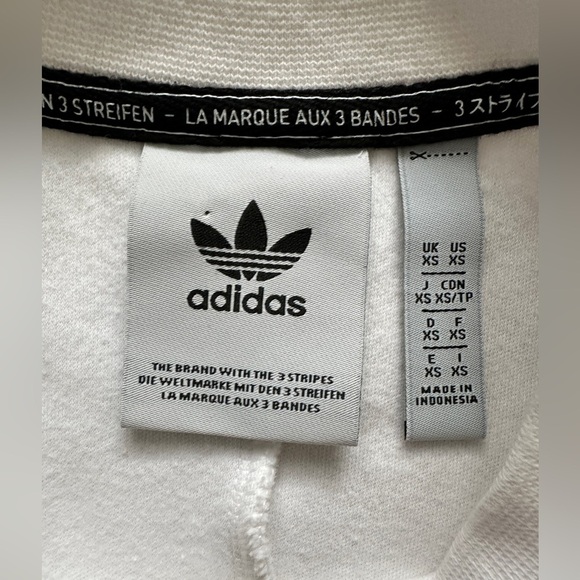 N 3 STREIFEN - LA MARQUE AUX 3 BANDES - 3ストライプ
adidas
THE BRAND WITH THE 3 STRIPES
DIE WELTMARKE MIT DEN 3 STREIFEN
LA MARQUE AUX 3 BANDES
UK US
XS XS
J CDN
XS XS/TP
D F
XS XS
E I
XS XS
MADE IN
INDONESIA